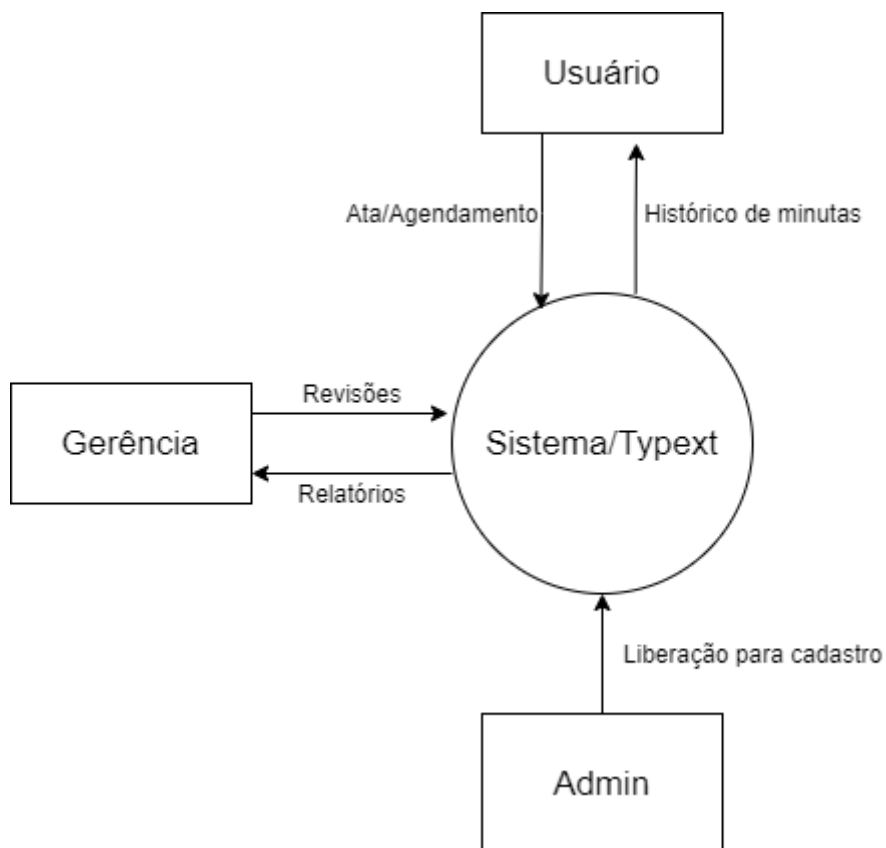 Usuário
Ata/Agendamento
Histórico de minutas
Revisões
Gerência
Sistema/Typext
Relatórios
Liberação para cadastro
Admin